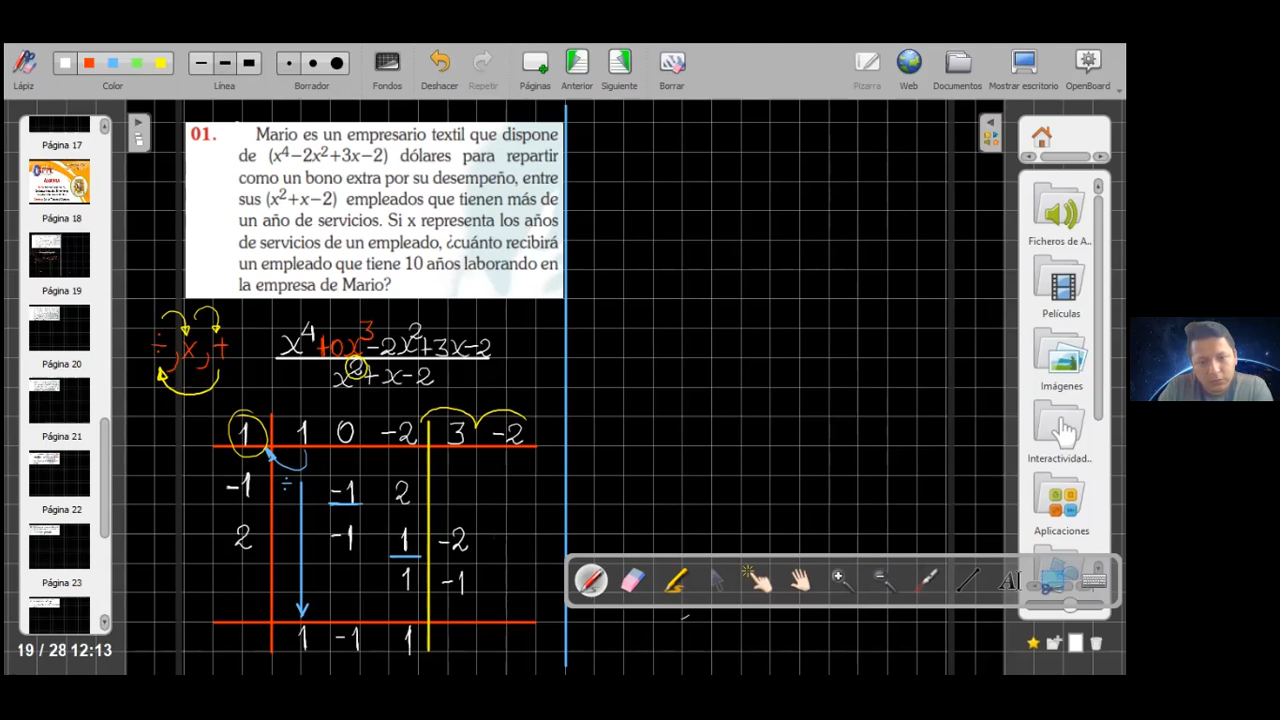 Lápiz
Color
Línea
Borrador
Fondos
Deshacer
Repetir
Páginas
Anterior
Siguiente
Borrar
Pizarra
Web
Documentos
Mostrar escritorio
OpenBoard
Página 17
Página 18
Página 19
Página 20
Página 21
Página 22
Página 23
19 / 28 12:13
01. Mario es un empresario textil que dispone
de (x⁴−2x²+3x−2) dólares para repartir
como un bono extra por su desempeño, entre
sus (x²+x−2) empleados que tienen más de
un año de servicios. Si x representa los años
de servicios de un empleado, ¿cuánto recibirá
un empleado que tiene 10 años laborando en
la empresa de Mario?
÷, x, +
x⁴+0x³-2x²+3x-2
x²+x-2
1 1 0 -2 3 -2
-1 ÷ -1 2
2 -1 1 -2
1 -1
1 -1 1
Ficheros de A...
Películas
Imágenes
Interactividad...
Aplicaciones
AI